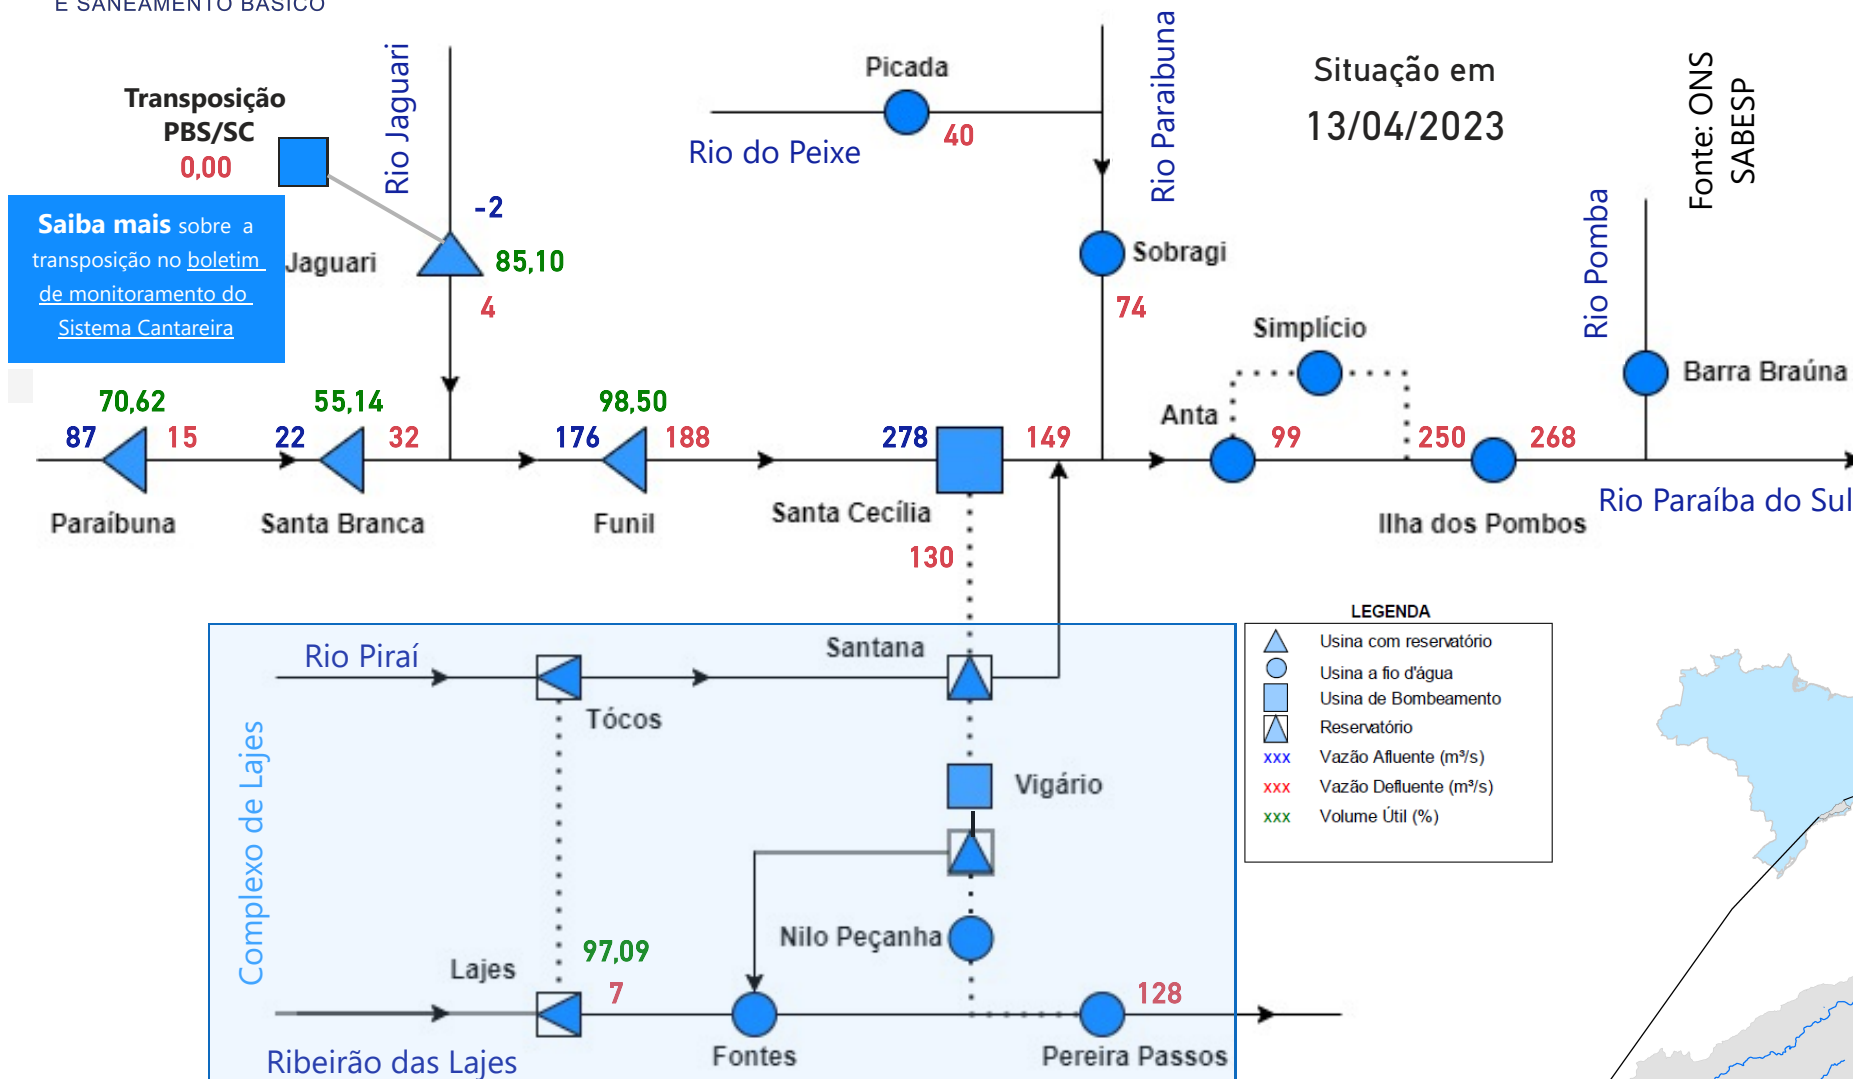 E SANEAMENTO BÁSICO
Transposição
PBS/SC
0,00
Rio Jaguari
Saiba mais sobre a
transposição no boletim
de monitoramento do
Sistema Cantareira
Jaguari
-2
85,10
4
Picada
40
Rio do Peixe
Rio Paraibuna
Situação em
13/04/2023
Fonte: ONS
SABESP
Sobragi
74
Rio Pomba
Simplício
Barra Braúna
70,62
87
15
Paraíbuna
55,14
22
32
Santa Branca
98,50
176
188
Funil
278
149
Santa Cecília
130
Anta
99
250
268
Ilha dos Pombos
Rio Paraíba do Sul
Complexo de Lajes
Rio Piraí
Tócos
Santana
Vigário
Nilo Peçanha
Lajes
97,09
7
Ribeirão das Lajes
Fontes
128
Pereira Passos
LEGENDA
Usina com reservatório
Usina a fio d'água
Usina de Bombeamento
Reservatório
xxx Vazão Afluente (m³/s)
xxx Vazão Defluente (m³/s)
xxx Volume Útil (%)